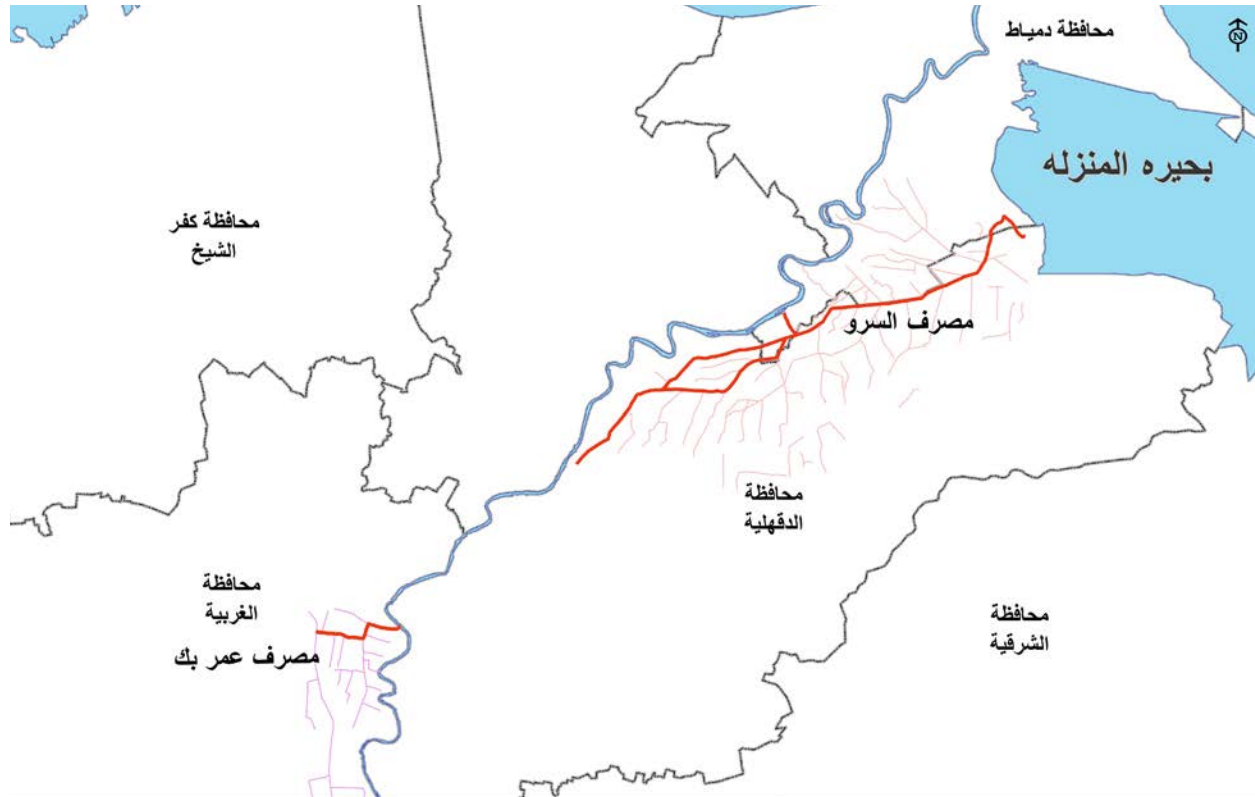 محافظة دمياط
N
بحيره المنزله
محافظة كفر
الشيخ
مصرف السرو
محافظة
الدقهلية
محافظة
الغربية
محافظة
الشرقية
مصرف عمر بك